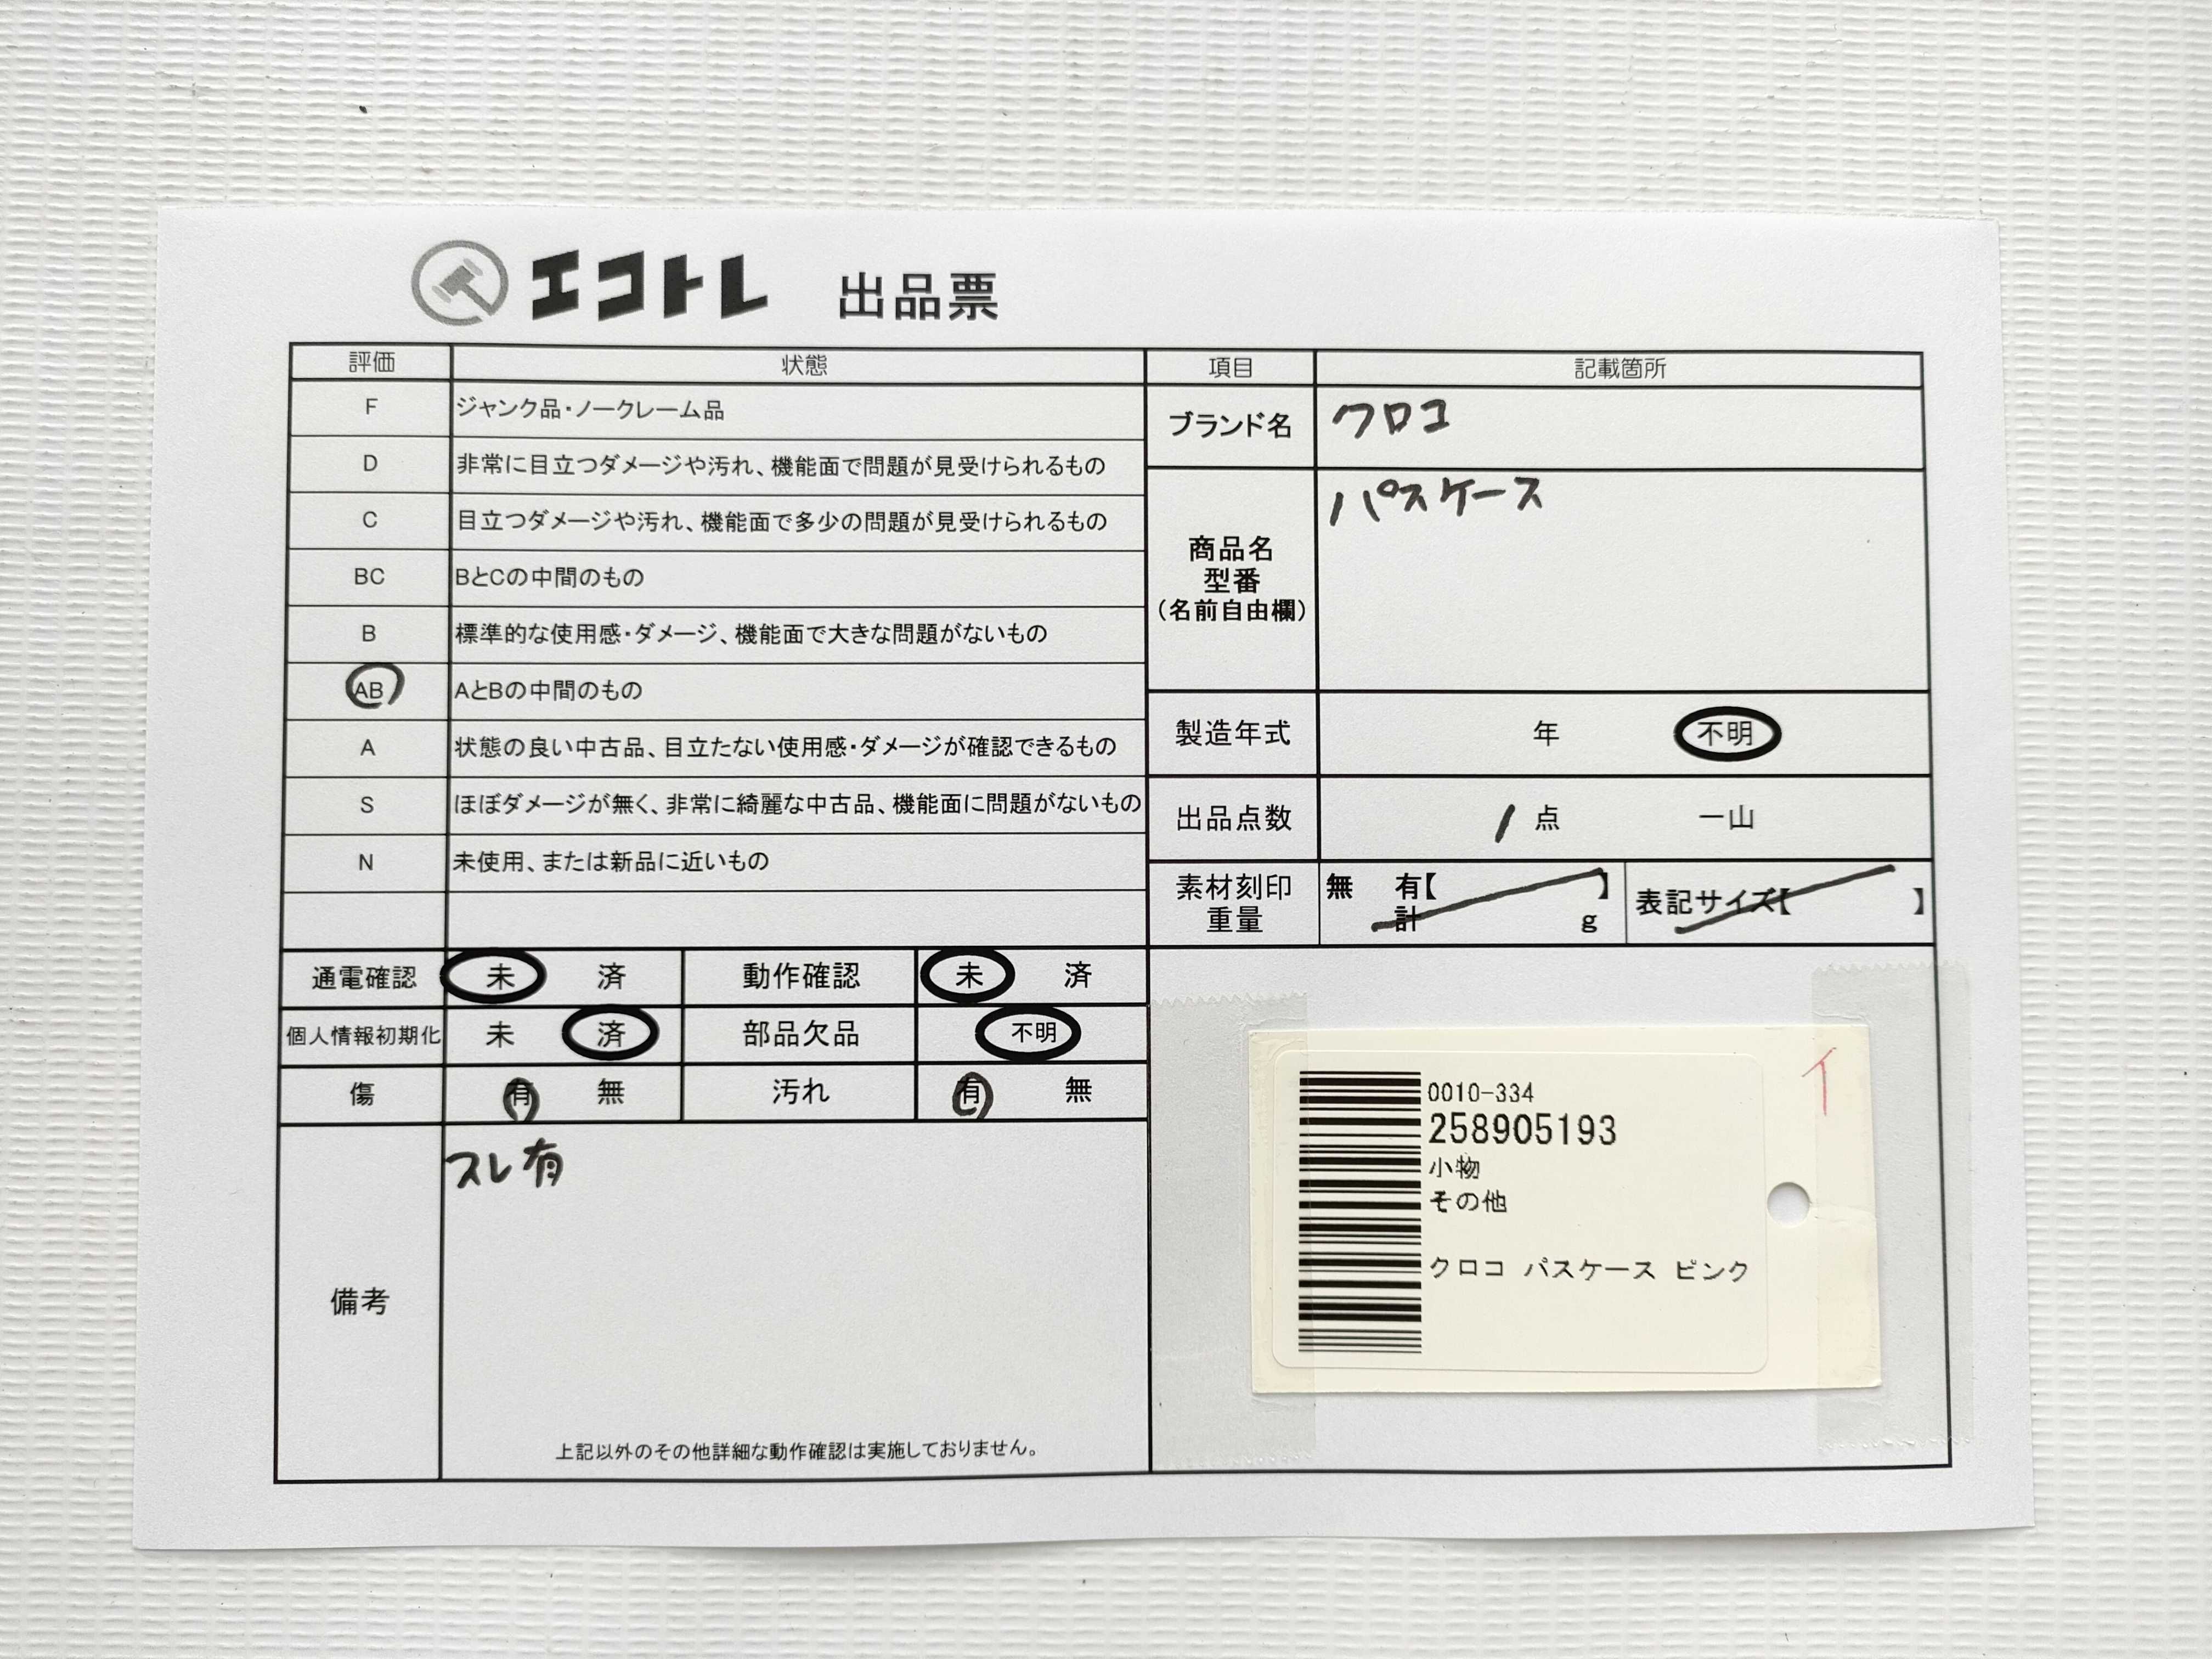 エコトレ 出品票
評価 状態 項目 記載箇所
F ジャンク品・ノークレーム品
D 非常に目立つダメージや汚れ、機能面で問題が見受けられるもの
C 目立つダメージや汚れ、機能面で多少の問題が見受けられるもの
BC BとCの中間のもの
B 標準的な使用感・ダメージ、機能面で大きな問題がないもの
AB AとBの中間のもの
A 状態の良い中古品、目立たない使用感・ダメージが確認できるもの
S ほぼダメージが無く、非常に綺麗な中古品、機能面に問題がないもの
N 未使用、または新品に近いもの
ブランド名 クロコ
商品名
型番
(名前自由欄)
パスケース
製造年式 年 不明
出品点数 1 点 一山
素材刻印
重量
無 有【 】
計 g
表記サイズ【 】
通電確認 未 済 動作確認 未 済
個人情報初期化 未 済 部品欠品 不明
傷 有 無 汚れ 有 無
備考
スレ有
上記以外のその他詳細な動作確認は実施しておりません。
0010-334
258905193
小物
その他
クロコ パスケース ピンク
イ